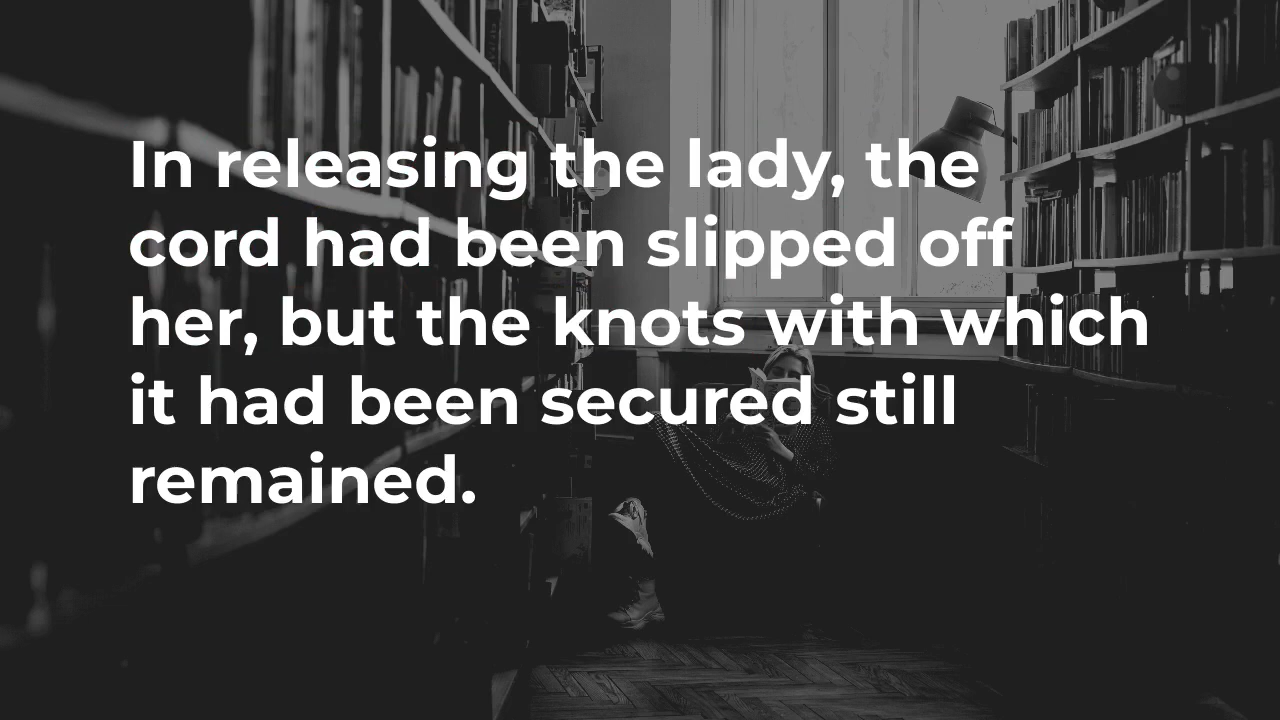 In releasing the lady, the
cord had been slipped off
her, but the knots with which
it had been secured still
remained.